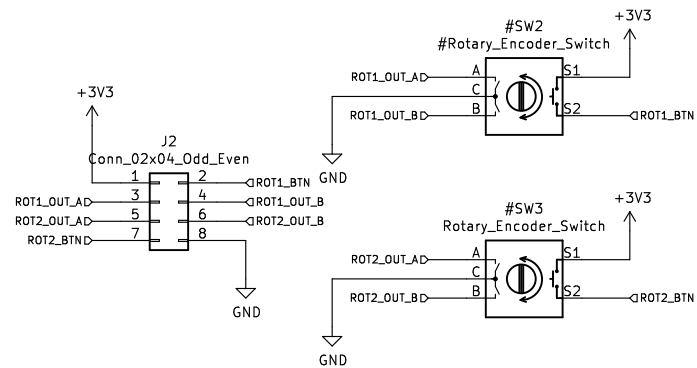 #SW2
#Rotary_Encoder_Switch
+3V3
ROT1_OUT_A
A
S1
C
ROT1_OUT_B
B
S2
ROT1_BTN
GND
+3V3
J2
Conn_02x04_Odd_Even
1
2
ROT1_BTN
ROT1_OUT_A
3
4
ROT1_OUT_B
ROT2_OUT_A
5
6
ROT2_OUT_B
ROT2_BTN
7
8
GND
#SW3
Rotary_Encoder_Switch
+3V3
ROT2_OUT_A
A
S1
C
ROT2_OUT_B
B
S2
ROT2_BTN
GND